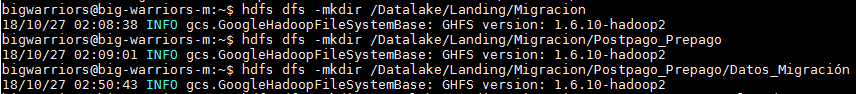 bigwarriors@big-warriors-m:~$ hdfs dfs -mkdir /Datalake/Landing/Migracion
18/10/27 02:08:38 INFO gcs.GoogleHadoopFileSystemBase: GHFS version: 1.6.10-hadoop2
bigwarriors@big-warriors-m:~$ hdfs dfs -mkdir /Datalake/Landing/Migracion/Postpago_Prepago
18/10/27 02:09:01 INFO gcs.GoogleHadoopFileSystemBase: GHFS version: 1.6.10-hadoop2
bigwarriors@big-warriors-m:~$ hdfs dfs -mkdir /Datalake/Landing/Migracion/Postpago_Prepago/Datos_Migración
18/10/27 02:50:43 INFO gcs.GoogleHadoopFileSystemBase: GHFS version: 1.6.10-hadoop2